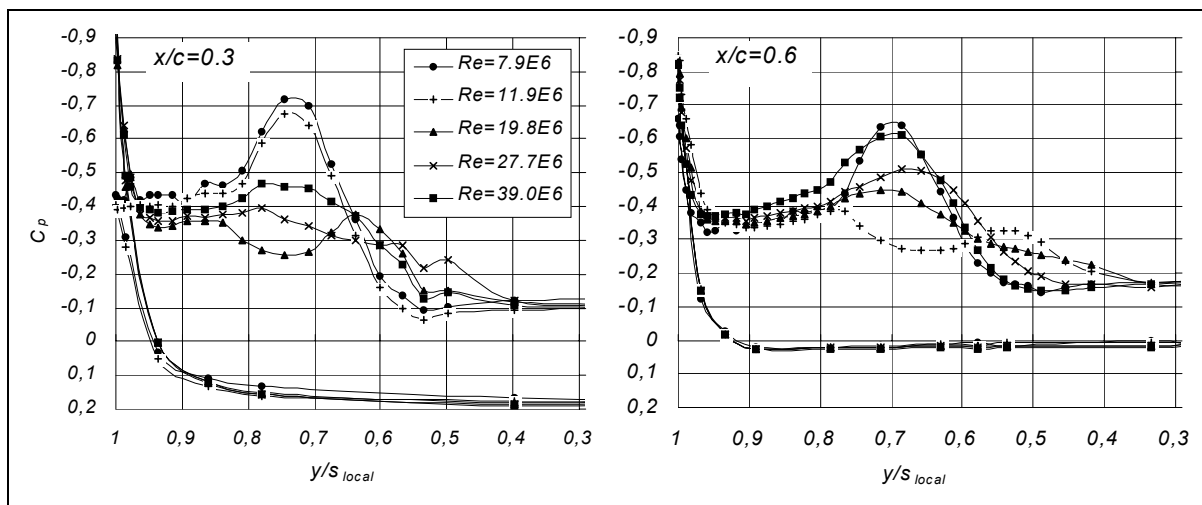 x/c=0.3
Re=7.9E6
Re=11.9E6
Re=19.8E6
Re=27.7E6
Re=39.0E6
C p
-0,9
-0,8
-0,7
-0,6
-0,5
-0,4
-0,3
-0,2
-0,1
0
0,1
0,2
1 0,9 0,8 0,7 0,6 0,5 0,4 0,3
y/s local
x/c=0.6
-0,9
-0,8
-0,7
-0,6
-0,5
-0,4
-0,3
-0,2
-0,1
0
0,1
0,2
1 0,9 0,8 0,7 0,6 0,5 0,4 0,3
y/s local